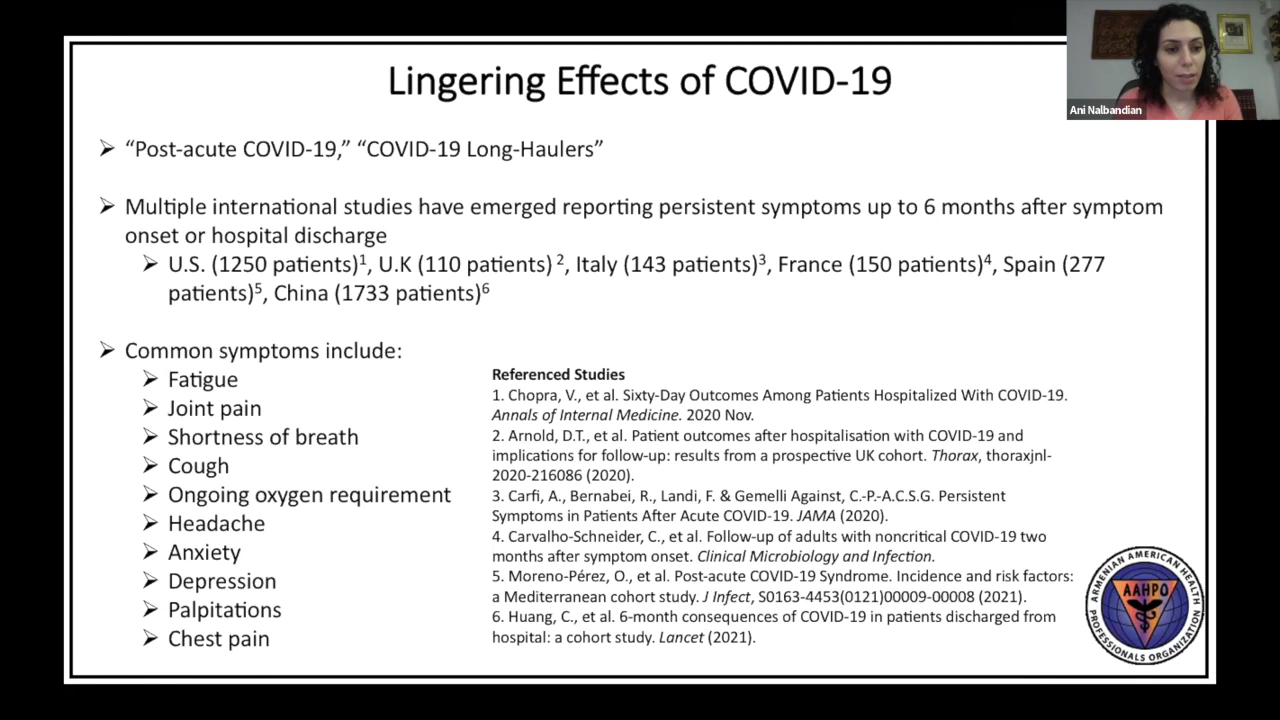 Lingering Effects of COVID-19
Ani Nalbandian
➢ “Post-acute COVID-19,” “COVID-19 Long-Haulers”
➢ Multiple international studies have emerged reporting persistent symptoms up to 6 months after symptom
onset or hospital discharge
➢ U.S. (1250 patients)¹, U.K (110 patients) ², Italy (143 patients)³, France (150 patients)⁴, Spain (277
patients)⁵, China (1733 patients)⁶
➢ Common symptoms include:
➢ Fatigue
➢ Joint pain
➢ Shortness of breath
➢ Cough
➢ Ongoing oxygen requirement
➢ Headache
➢ Anxiety
➢ Depression
➢ Palpitations
➢ Chest pain
Referenced Studies
1. Chopra, V., et al. Sixty-Day Outcomes Among Patients Hospitalized With COVID-19.
Annals of Internal Medicine. 2020 Nov.
2. Arnold, D.T., et al. Patient outcomes after hospitalisation with COVID-19 and
implications for follow-up: results from a prospective UK cohort. Thorax, thoraxjnl-
2020-216086 (2020).
3. Carfì, A., Bernabei, R., Landi, F. & Gemelli Against, C.-P.-A.C.S.G. Persistent
Symptoms in Patients After Acute COVID-19. JAMA (2020).
4. Carvalho-Schneider, C., et al. Follow-up of adults with noncritical COVID-19 two
months after symptom onset. Clinical Microbiology and Infection.
5. Moreno-Pérez, O., et al. Post-acute COVID-19 Syndrome. Incidence and risk factors:
a Mediterranean cohort study. J Infect, S0163-4453(0121)00009-00008 (2021).
6. Huang, C., et al. 6-month consequences of COVID-19 in patients discharged from
hospital: a cohort study. Lancet (2021).
ARMENIAN AMERICAN HEALTH
AAHPO
PROFESSIONALS ORGANIZATION